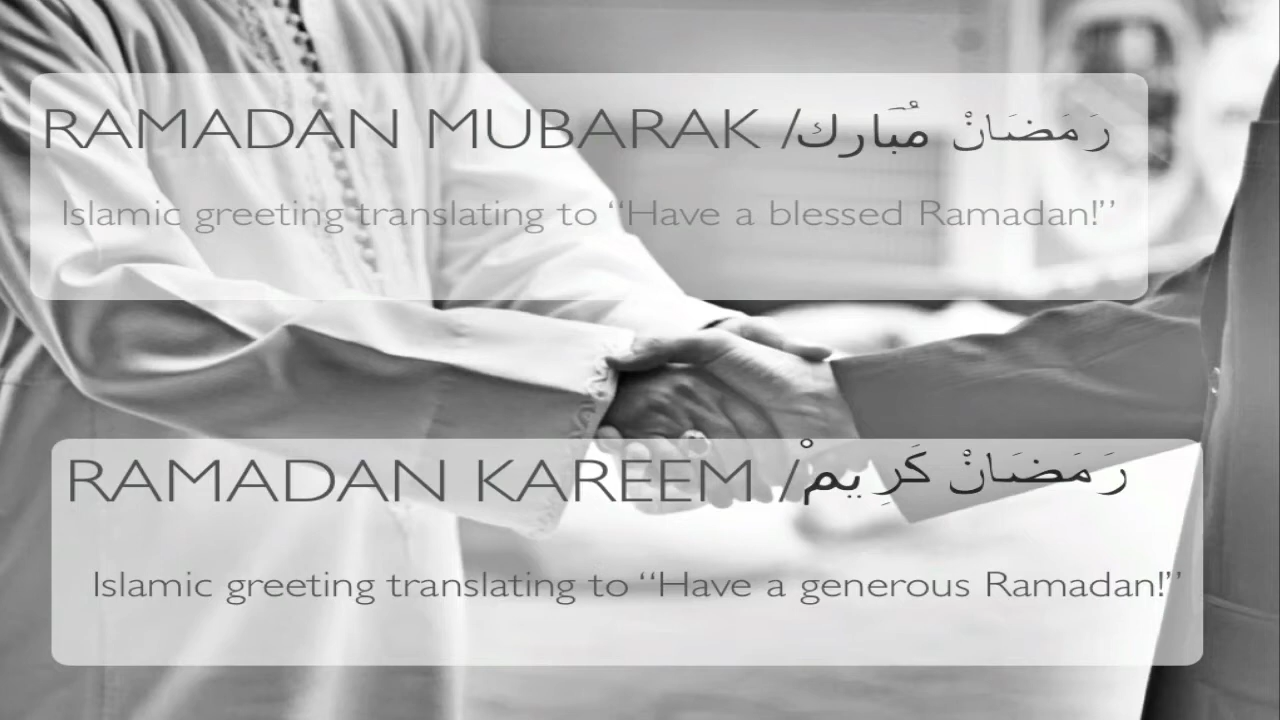 RAMADAN MUBARAK / رَمَضَانْ مُبَارك
Islamic greeting translating to “Have a blessed Ramadan!”
RAMADAN KAREEM / رَمَضَانْ كَرِيمْ
Islamic greeting translating to “Have a generous Ramadan!”